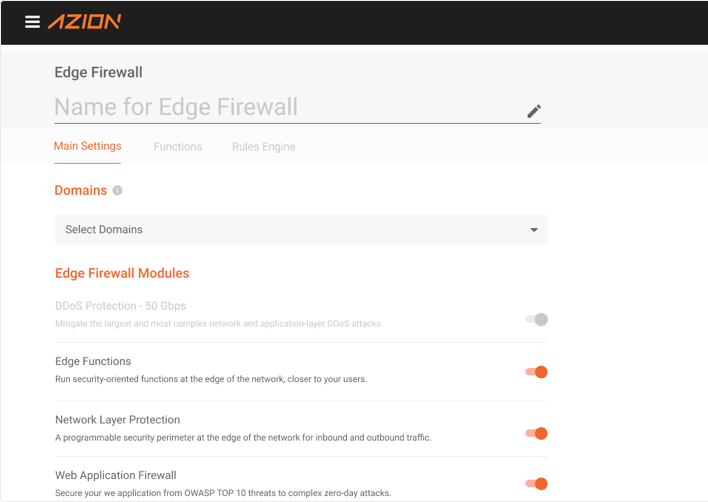 AZION
Edge Firewall
Name for Edge Firewall
Main Settings Functions Rules Engine
Domains
Select Domains
Edge Firewall Modules
DDoS Protection - 50 Gbps
Mitigate the largest and most complex network and application-layer DDoS attacks.
Edge Functions
Run security-oriented functions at the edge of the network, closer to your users.
Network Layer Protection
A programmable security perimeter at the edge of the network for inbound and outbound traffic.
Web Application Firewall
Secure your we application from OWASP TOP 10 threats to complex zero-day attacks.